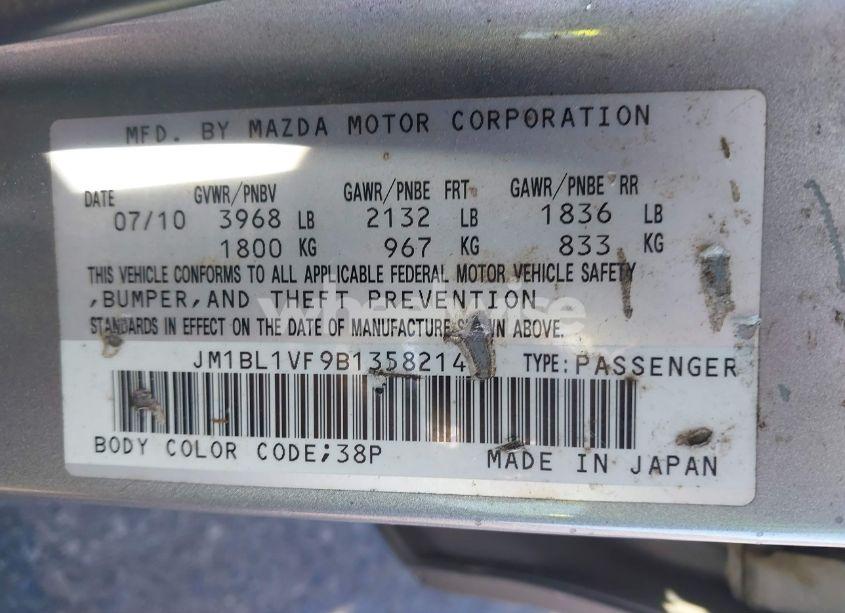 MFD. BY MAZDA MOTOR CORPORATION
DATE GVWR/PNBV GAWR/PNBE FRT. GAWR/PNBE RR
07/10 3968 LB 2132 LB 1836 LB
1800 KG 967 KG 833 KG
THIS VEHICLE CONFORMS TO ALL APPLICABLE FEDERAL MOTOR VEHICLE SAFETY
,BUMPER,AND THEFT PREVENTION
STANDARDS IN EFFECT ON THE DATE OF MANUFACTURE SHOWN ABOVE.
JM1BL1VF9B1358214 TYPE:PASSENGER
BODY COLOR CODE;38P MADE IN JAPAN